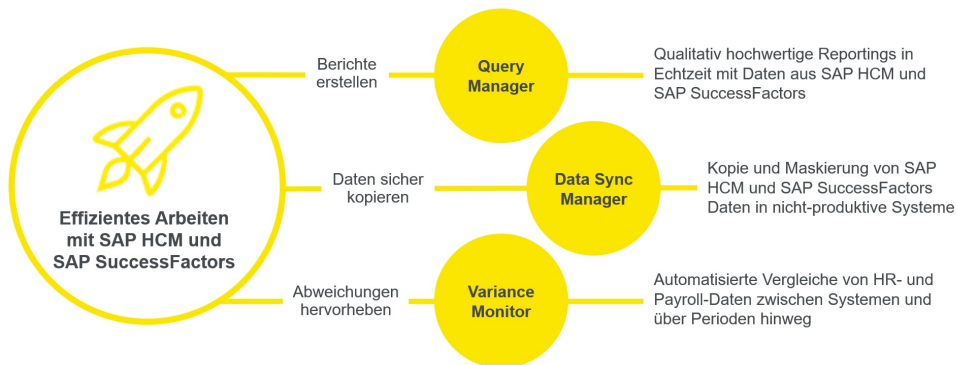 Effizientes Arbeiten
mit SAP HCM und
SAP SuccessFactors
Berichte
erstellen
Query
Manager
Qualitativ hochwertige Reportings in
Echtzeit mit Daten aus SAP HCM und
SAP SuccessFactors
Daten sicher
kopieren
Data Sync
Manager
Kopie und Maskierung von SAP
HCM und SAP SuccessFactors
Daten in nicht-produktive Systeme
Abweichungen
hervorheben
Variance
Monitor
Automatisierte Vergleiche von HR- und
Payroll-Daten zwischen Systemen und
über Perioden hinweg